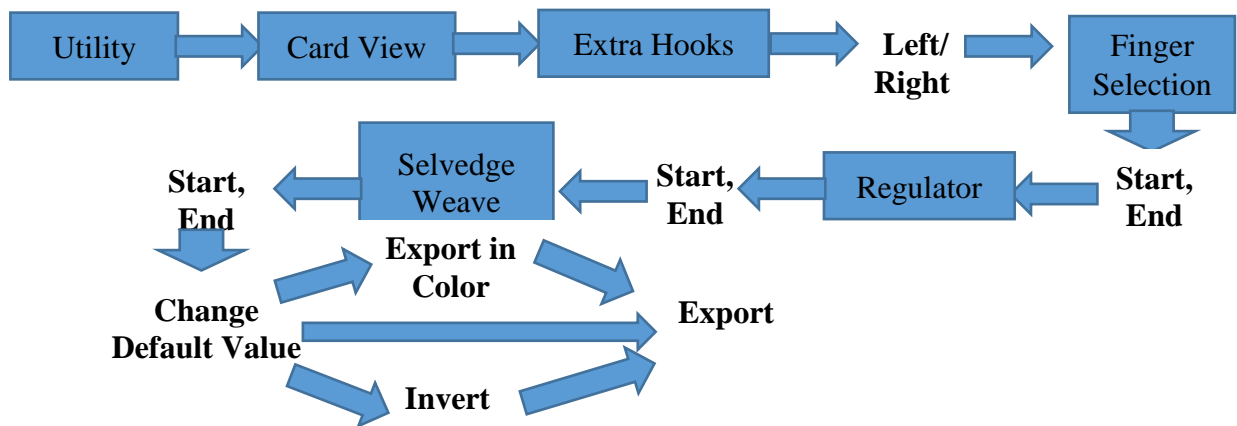 Utility
Card View
Extra Hooks
Left/
Right
Finger
Selection
Start,
End
Regulator
Start,
End
Selvedge
Weave
Start,
End
Change
Default Value
Export in
Color
Invert
Export